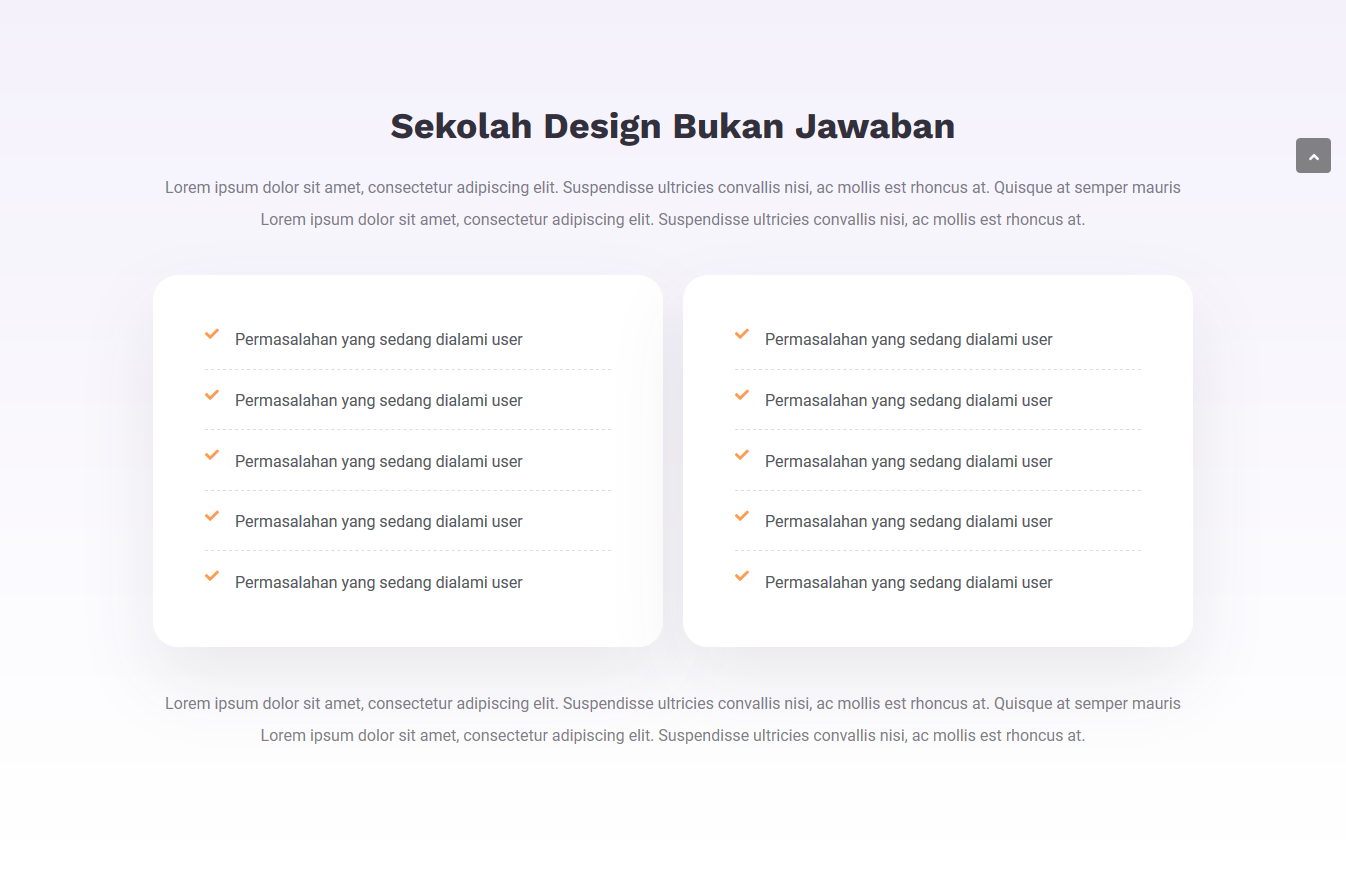 Sekolah Design Bukan Jawaban
Lorem ipsum dolor sit amet, consectetur adipiscing elit. Suspendisse ultricies convallis nisi, ac mollis est rhoncus at. Quisque at semper mauris
Lorem ipsum dolor sit amet, consectetur adipiscing elit. Suspendisse ultricies convallis nisi, ac mollis est rhoncus at.
Permasalahan yang sedang dialami user
Permasalahan yang sedang dialami user
Permasalahan yang sedang dialami user
Permasalahan yang sedang dialami user
Permasalahan yang sedang dialami user
Permasalahan yang sedang dialami user
Permasalahan yang sedang dialami user
Permasalahan yang sedang dialami user
Permasalahan yang sedang dialami user
Permasalahan yang sedang dialami user
Lorem ipsum dolor sit amet, consectetur adipiscing elit. Suspendisse ultricies convallis nisi, ac mollis est rhoncus at. Quisque at semper mauris
Lorem ipsum dolor sit amet, consectetur adipiscing elit. Suspendisse ultricies convallis nisi, ac mollis est rhoncus at.